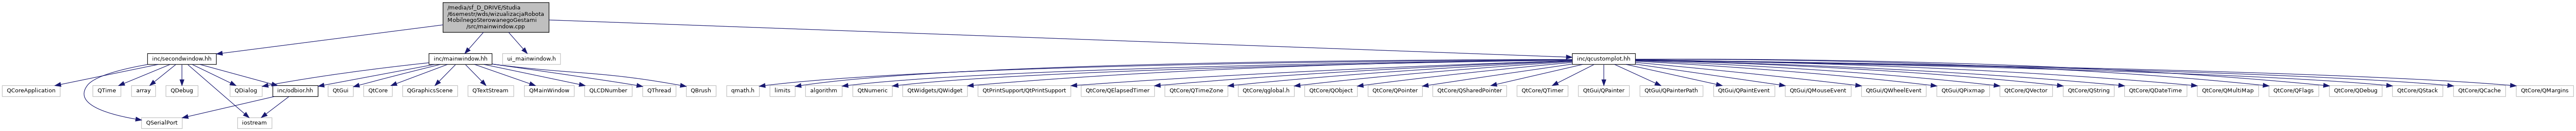 /media/sf_D_DRIVE/Studia
/6semestr/wds/wizualizacjaRobota
MobilnegoSterowanegoGestami
/src/mainwindow.cpp
inc/secondwindow.hh
inc/mainwindow.hh
ui_mainwindow.h
inc/qcustomplot.hh
QCoreApplication
QTime
array
QDebug
QDialog
inc/odbior.hh
QtGui
QtCore
QGraphicsScene
QTextStream
QMainWindow
QLCDNumber
QThread
QBrush
qmath.h
limits
algorithm
QtNumeric
QtWidgets/QWidget
QtPrintSupport/QtPrintSupport
QtCore/QElapsedTimer
QtCore/QTimeZone
QtCore/qglobal.h
QtCore/QObject
QtCore/QPointer
QtCore/QSharedPointer
QtCore/QTimer
QtGui/QPainter
QtGui/QPainterPath
QtGui/QPaintEvent
QtGui/QMouseEvent
QtGui/QWheelEvent
QtGui/QPixmap
QtCore/QVector
QtCore/QString
QtCore/QDateTime
QtCore/QMultiMap
QtCore/QFlags
QtCore/QDebug
QtCore/QStack
QtCore/QCache
QtCore/QMargins
QSerialPort
iostream